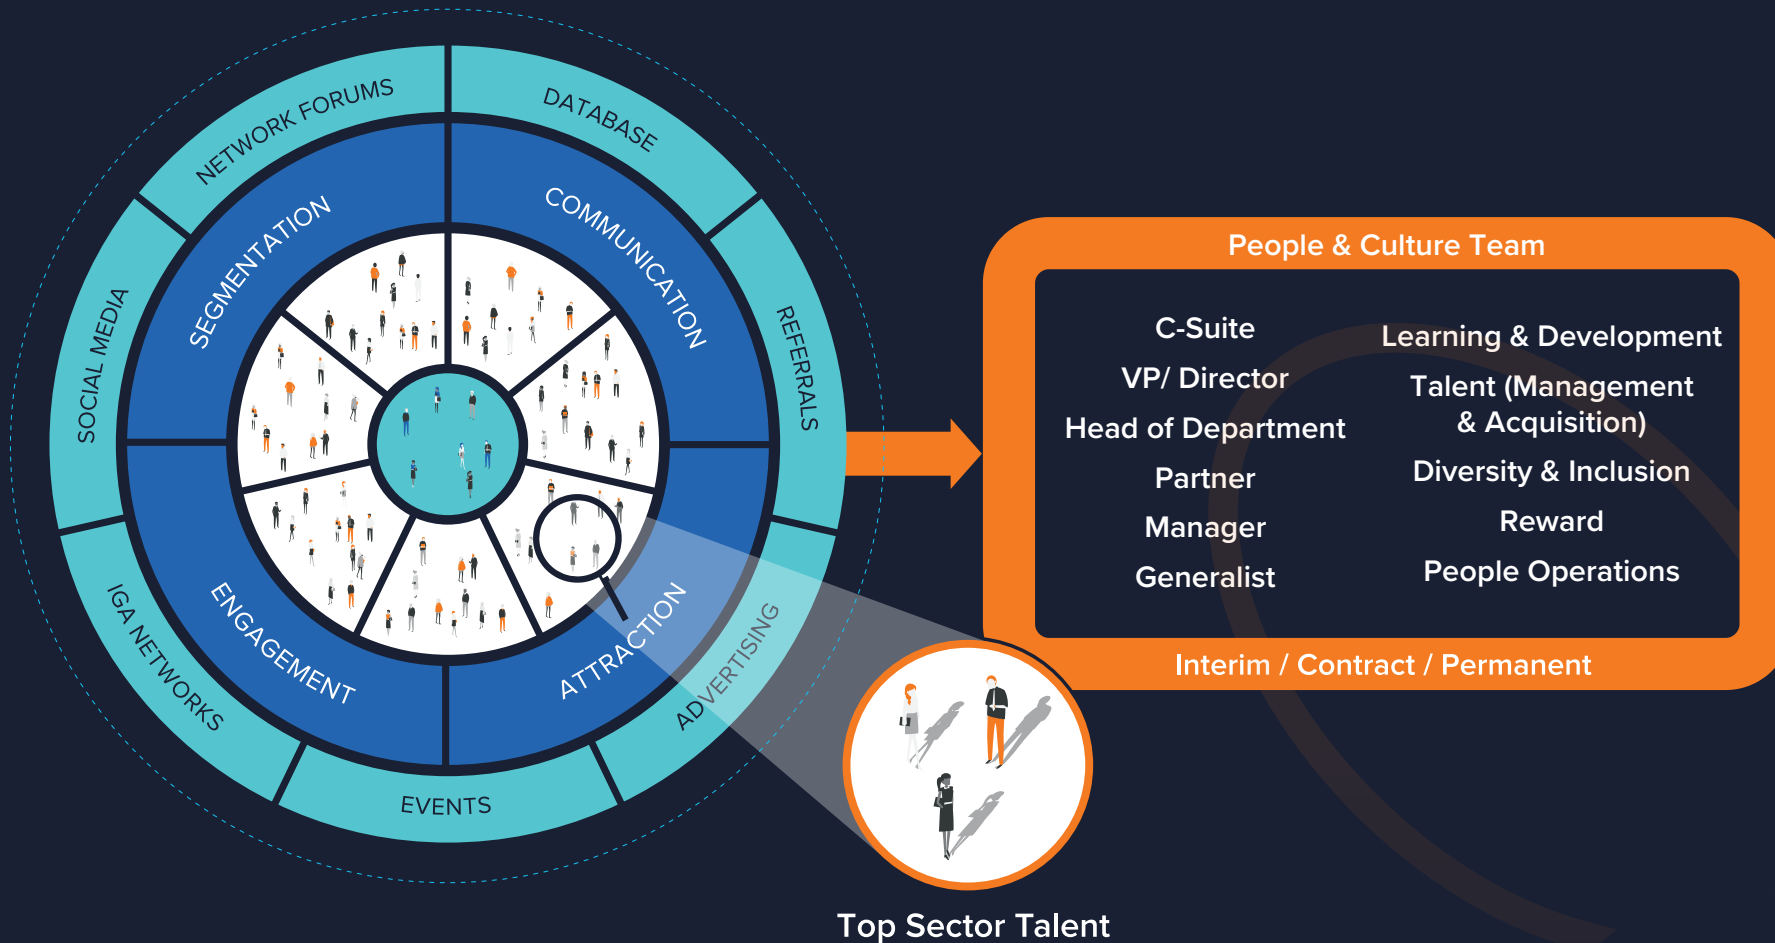 NETWORK FORUMS
DATABASE
REFERRALS
ADVERTISING
EVENTS
IGA NETWORKS
SOCIAL MEDIA
SEGMENTATION
COMMUNICATION
ATTRACTION
ENGAGEMENT
People & Culture Team
C-Suite
VP/ Director
Head of Department
Partner
Manager
Generalist
Learning & Development
Talent (Management
& Acquisition)
Diversity & Inclusion
Reward
People Operations
Interim / Contract / Permanent
Top Sector Talent